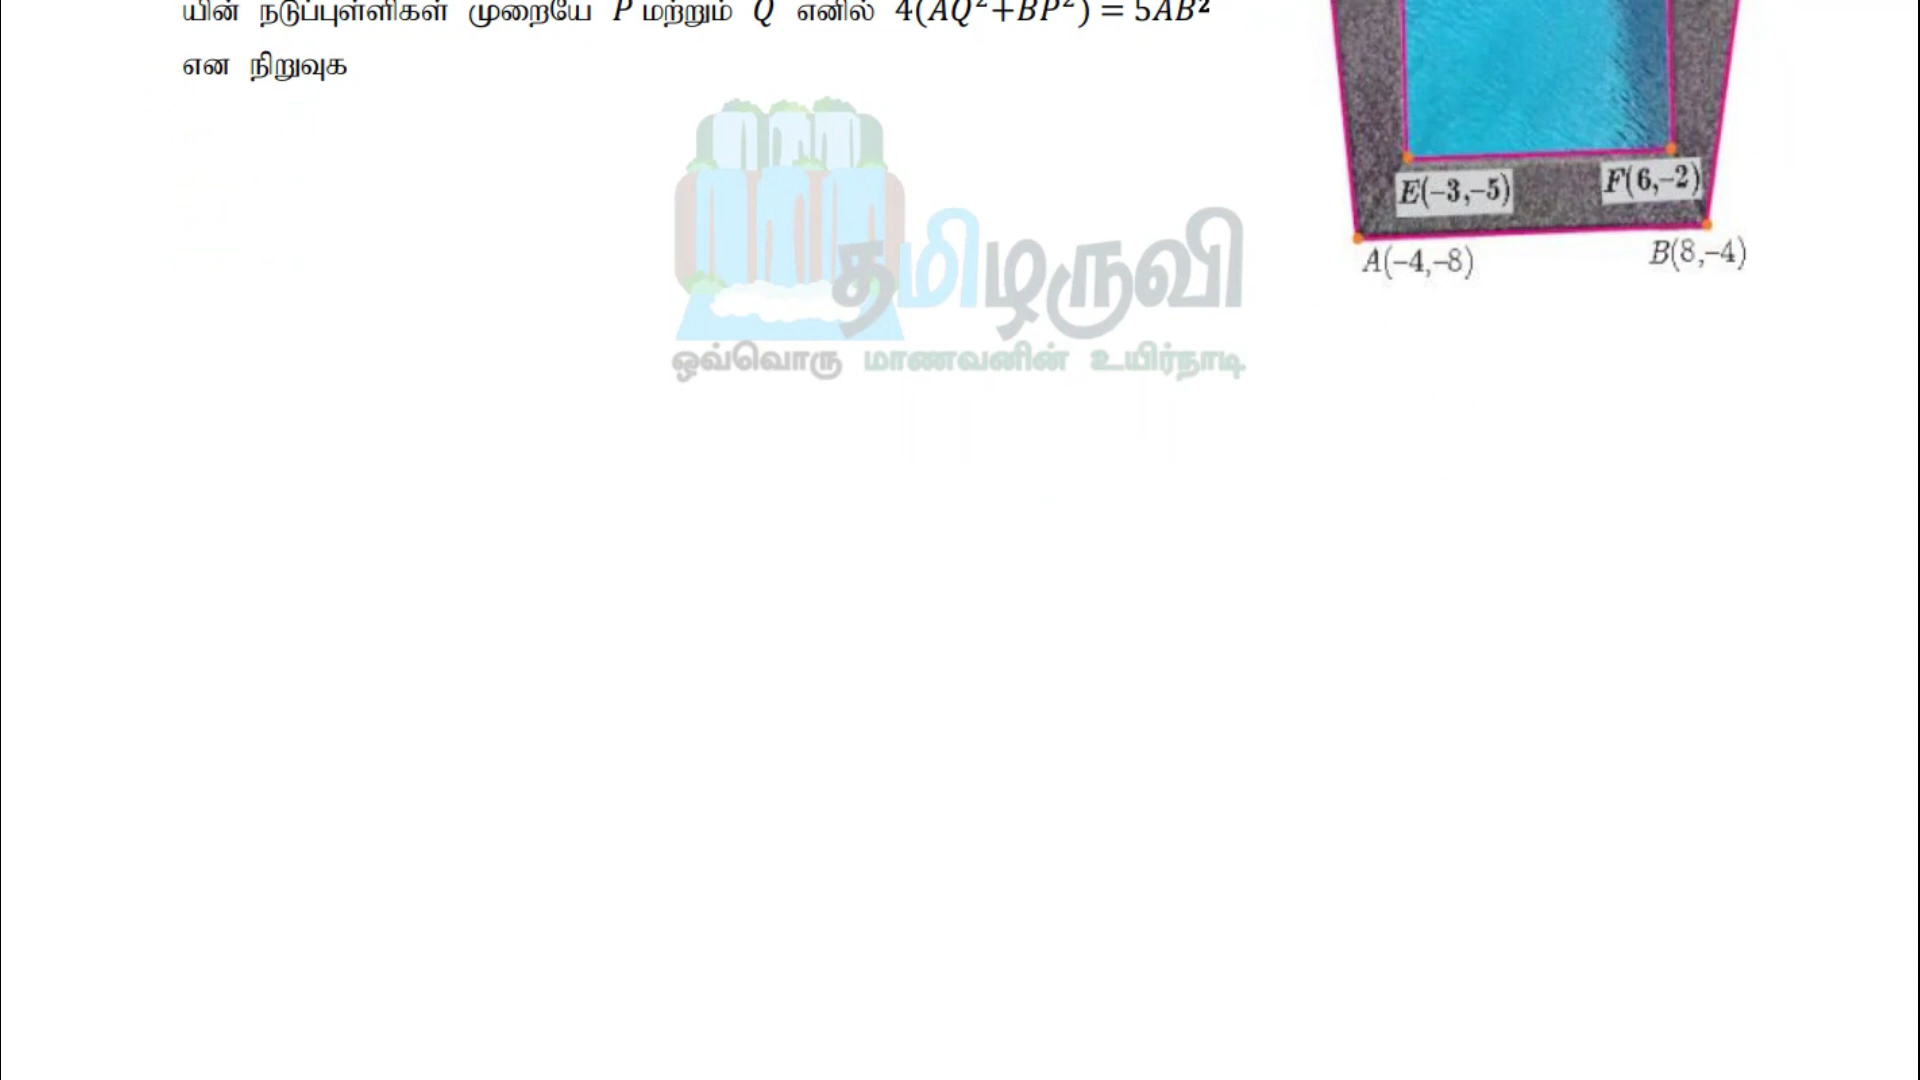 யின் நடுப்புள்ளிகள் முறையே P மற்றும் Q எனில் 4(AQ²+BP²) = 5AB²
என நிறுவுக
E(−3,−5)
F(6,−2)
A(−4,−8)
B(8,−4)
தமிழருவி
ஒவ்வொரு மாணவனின் உயிர்நாடி